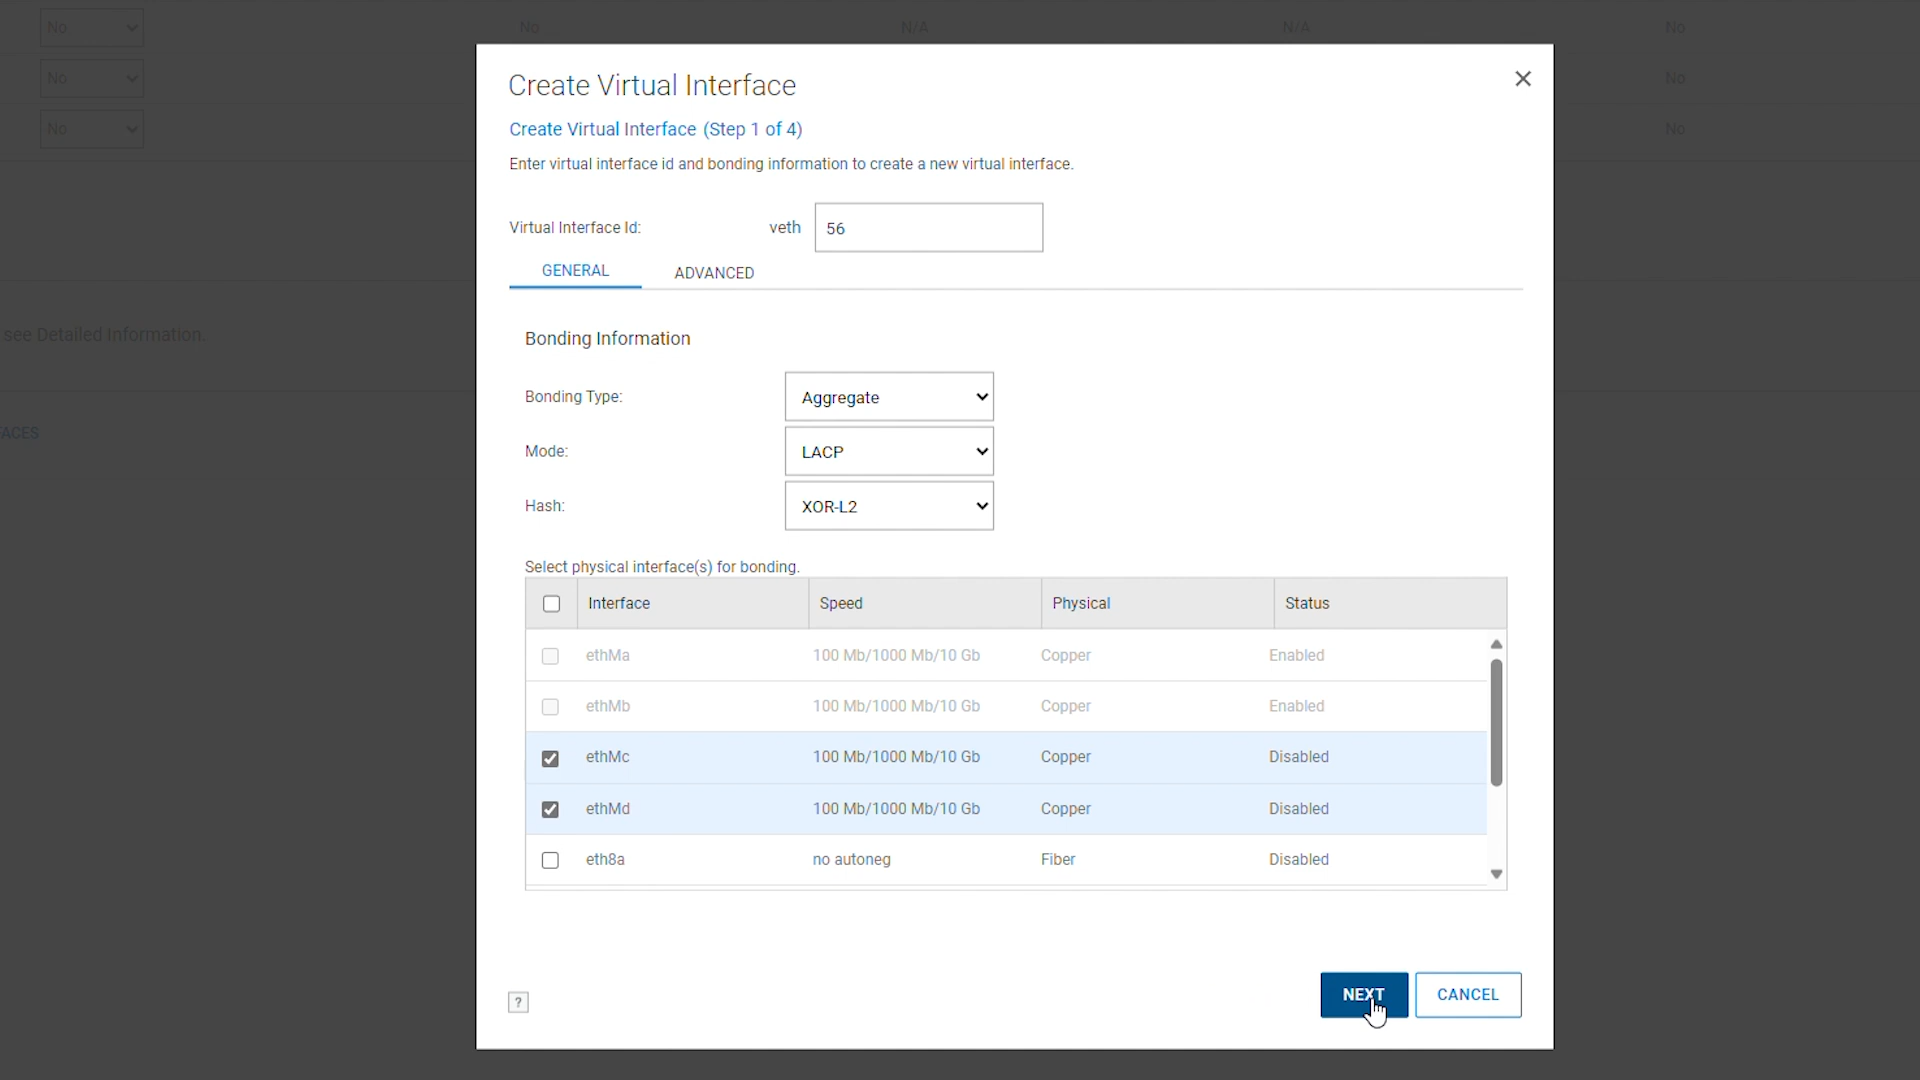 No No N/A N/A No
No No
No No
Create Virtual Interface
Create Virtual Interface (Step 1 of 4)
Enter virtual interface id and bonding information to create a new virtual interface.
Virtual Interface Id: veth 56
GENERAL ADVANCED
see Detailed Information.
Bonding Information
Bonding Type: Aggregate
FACES
Mode: LACP
Hash: XOR-L2
Select physical interface(s) for bonding.
Interface Speed Physical Status
ethMa 100 Mb/1000 Mb/10 Gb Copper Enabled
ethMb 100 Mb/1000 Mb/10 Gb Copper Enabled
ethMc 100 Mb/1000 Mb/10 Gb Copper Disabled
ethMd 100 Mb/1000 Mb/10 Gb Copper Disabled
eth8a no autoneg Fiber Disabled
? NEXT CANCEL